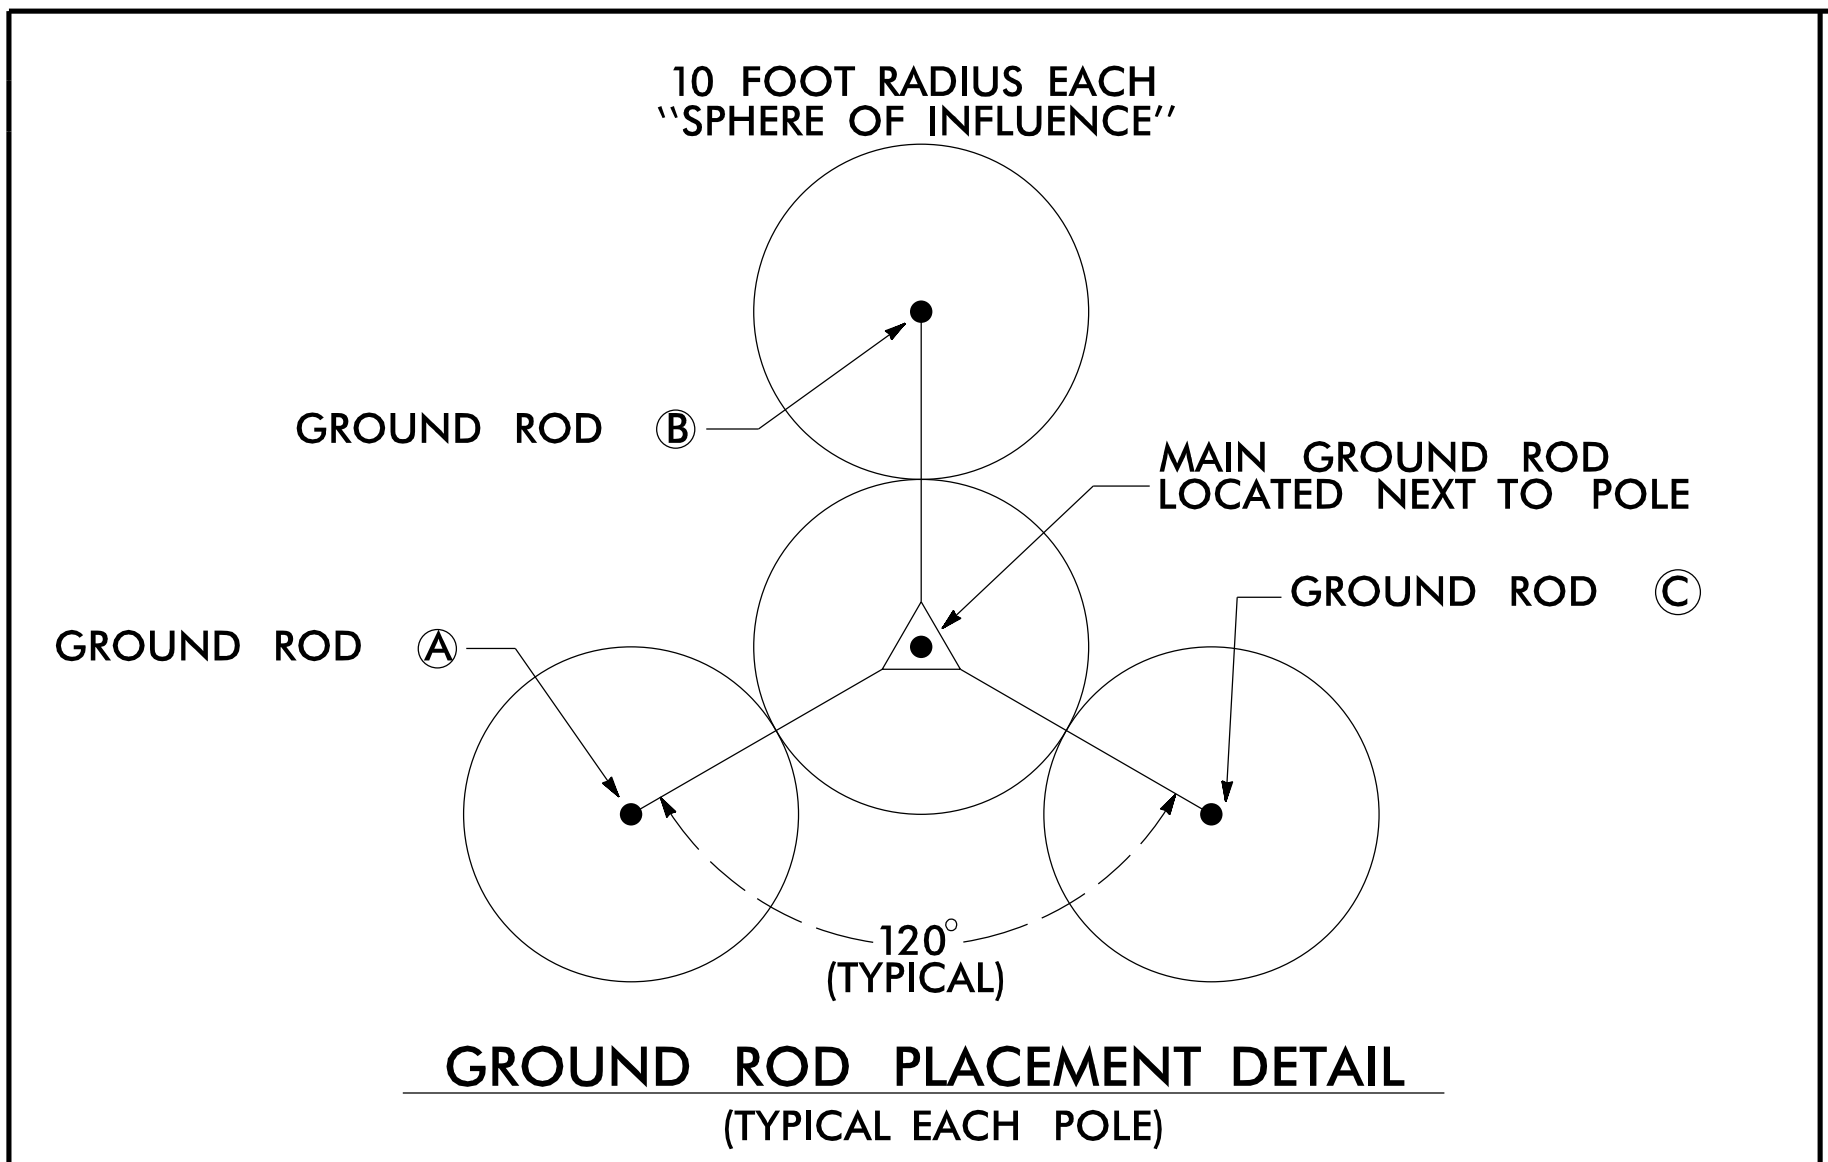 10 FOOT RADIUS EACH
''SPHERE OF INFLUENCE''
GROUND ROD B
MAIN GROUND ROD
LOCATED NEXT TO POLE
GROUND ROD C
GROUND ROD A
120°
(TYPICAL)
GROUND ROD PLACEMENT DETAIL
(TYPICAL EACH POLE)